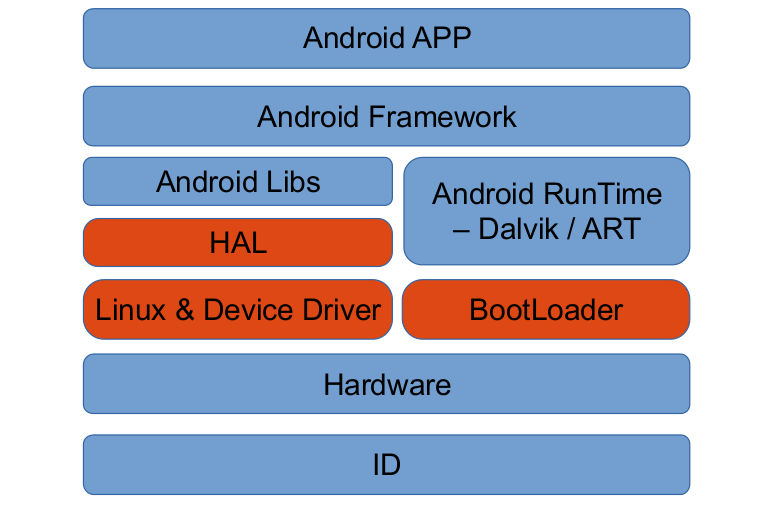 Android APP
Android Framework
Android Libs
Android RunTime
– Dalvik / ART
HAL
Linux & Device Driver
BootLoader
Hardware
ID